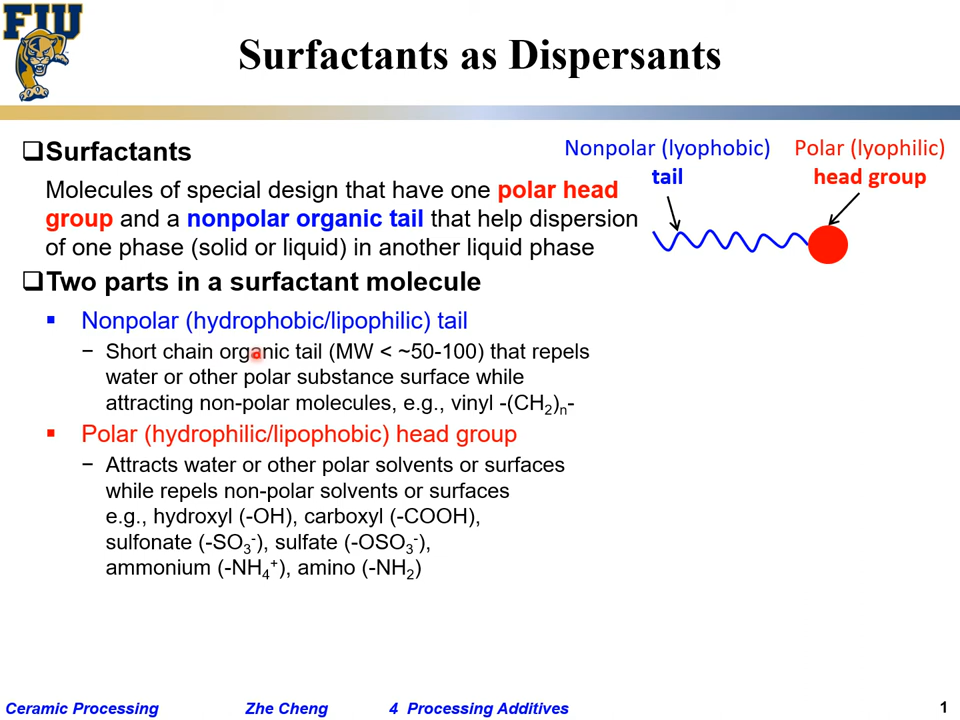 FIU
Surfactants as Dispersants
❑Surfactants
Molecules of special design that have one polar head
group and a nonpolar organic tail that help dispersion
of one phase (solid or liquid) in another liquid phase
Nonpolar (lyophobic)
tail
Polar (lyophilic)
head group
❑Two parts in a surfactant molecule
▪ Nonpolar (hydrophobic/lipophilic) tail
− Short chain organic tail (MW < ~50-100) that repels
water or other polar substance surface while
attracting non-polar molecules, e.g., vinyl -(CH₂)ₙ-
▪ Polar (hydrophilic/lipophobic) head group
− Attracts water or other polar solvents or surfaces
while repels non-polar solvents or surfaces
e.g., hydroxyl (-OH), carboxyl (-COOH),
sulfonate (-SO₃⁻), sulfate (-OSO₃⁻),
ammonium (-NH₄⁺), amino (-NH₂)
Ceramic Processing Zhe Cheng 4 Processing Additives 1